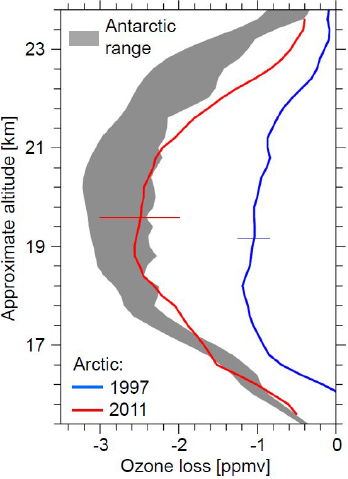 Antarctic
range
23
21
19
17
Approximate altitude [km]
Arctic:
1997
2011
-3 -2 -1 0
Ozone loss [ppmv]